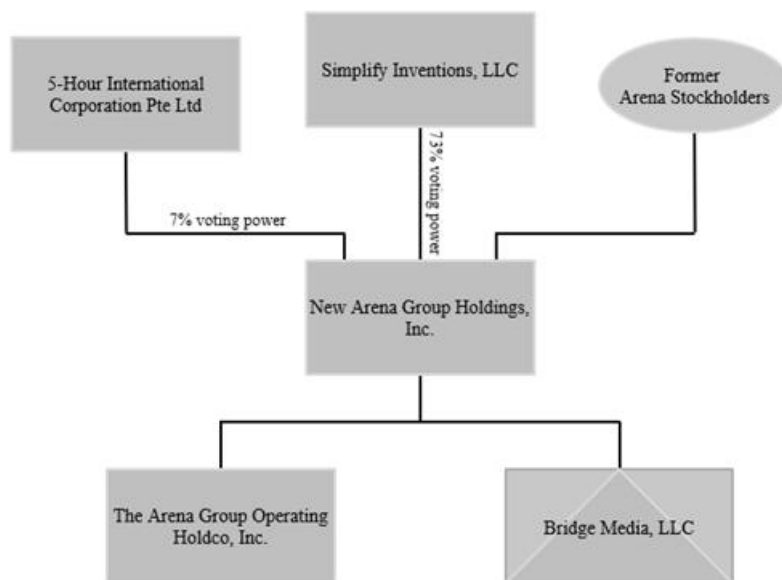 5-Hour International
Corporation Pte Ltd
Simplify Inventions, LLC
Former
Arena Stockholders
7% voting power
73% voting power
New Arena Group Holdings,
Inc.
The Arena Group Operating
Holdco, Inc.
Bridge Media, LLC